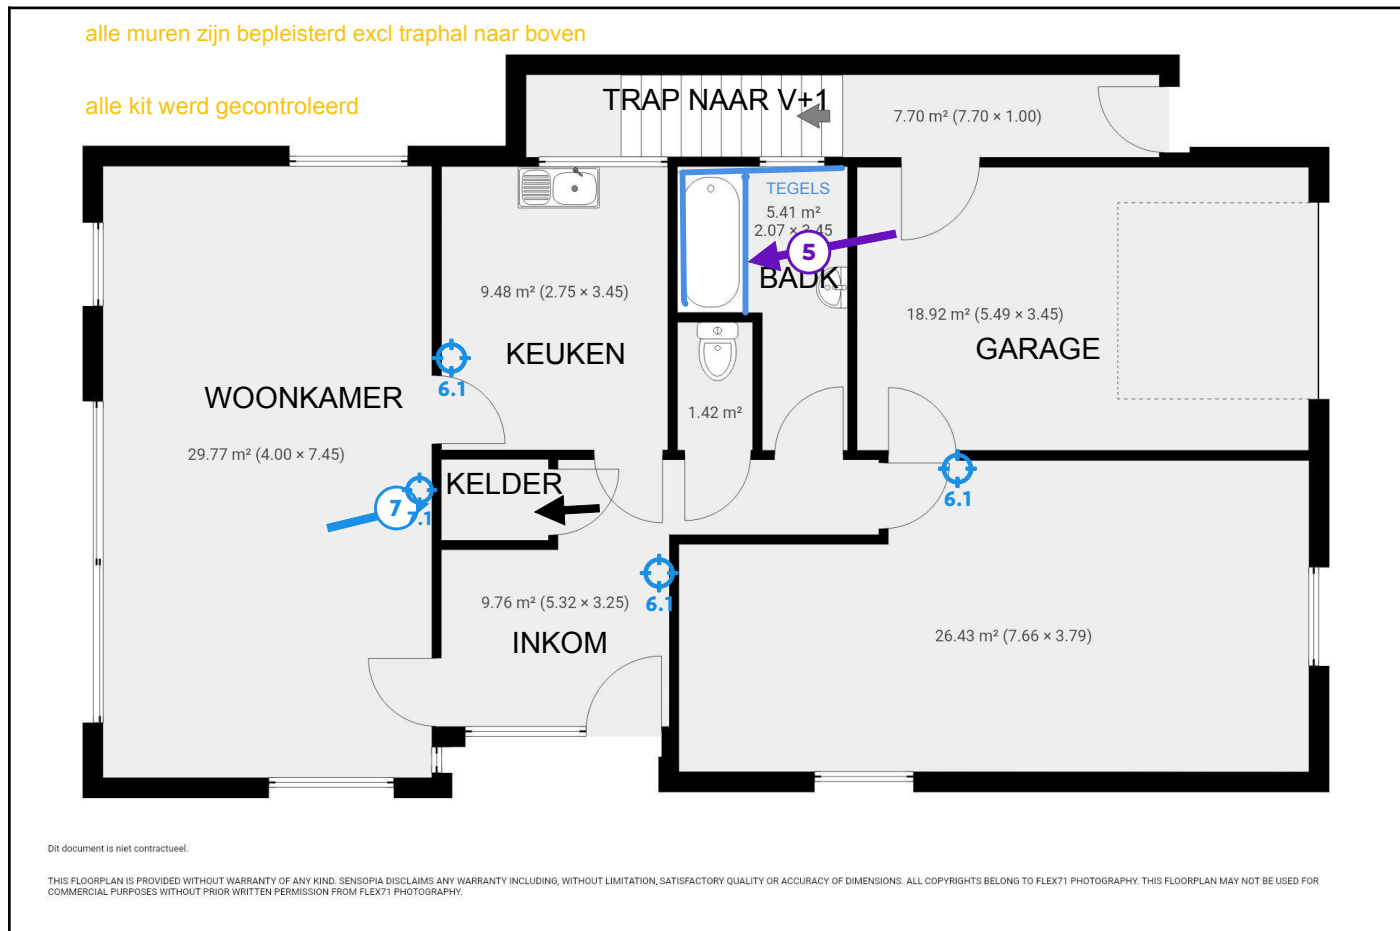 alle muren zijn bepleisterd excl traphal naar boven
alle kit werd gecontroleerd
TRAP NAAR V+1
7.70 m² (7.70 × 1.00)
TEGELS
5.41 m²
2.07 × 3.45
5
BADK
9.48 m² (2.75 × 3.45)
KEUKEN
6.1
18.92 m² (5.49 × 3.45)
GARAGE
WOONKAMER
29.77 m² (4.00 × 7.45)
1.42 m²
KELDER
7
7.1
6.1
6.1
9.76 m² (5.32 × 3.25)
INKOM
26.43 m² (7.66 × 3.79)
Dit document is niet contractueel.
THIS FLOORPLAN IS PROVIDED WITHOUT WARRANTY OF ANY KIND. SENSOPIA DISCLAIMS ANY WARRANTY INCLUDING, WITHOUT LIMITATION, SATISFACTORY QUALITY OR ACCURACY OF DIMENSIONS. ALL COPYRIGHTS BELONG TO FLEX71 PHOTOGRAPHY. THIS FLOORPLAN MAY NOT BE USED FOR
COMMERCIAL PURPOSES WITHOUT PRIOR WRITTEN PERMISSION FROM FLEX71 PHOTOGRAPHY.